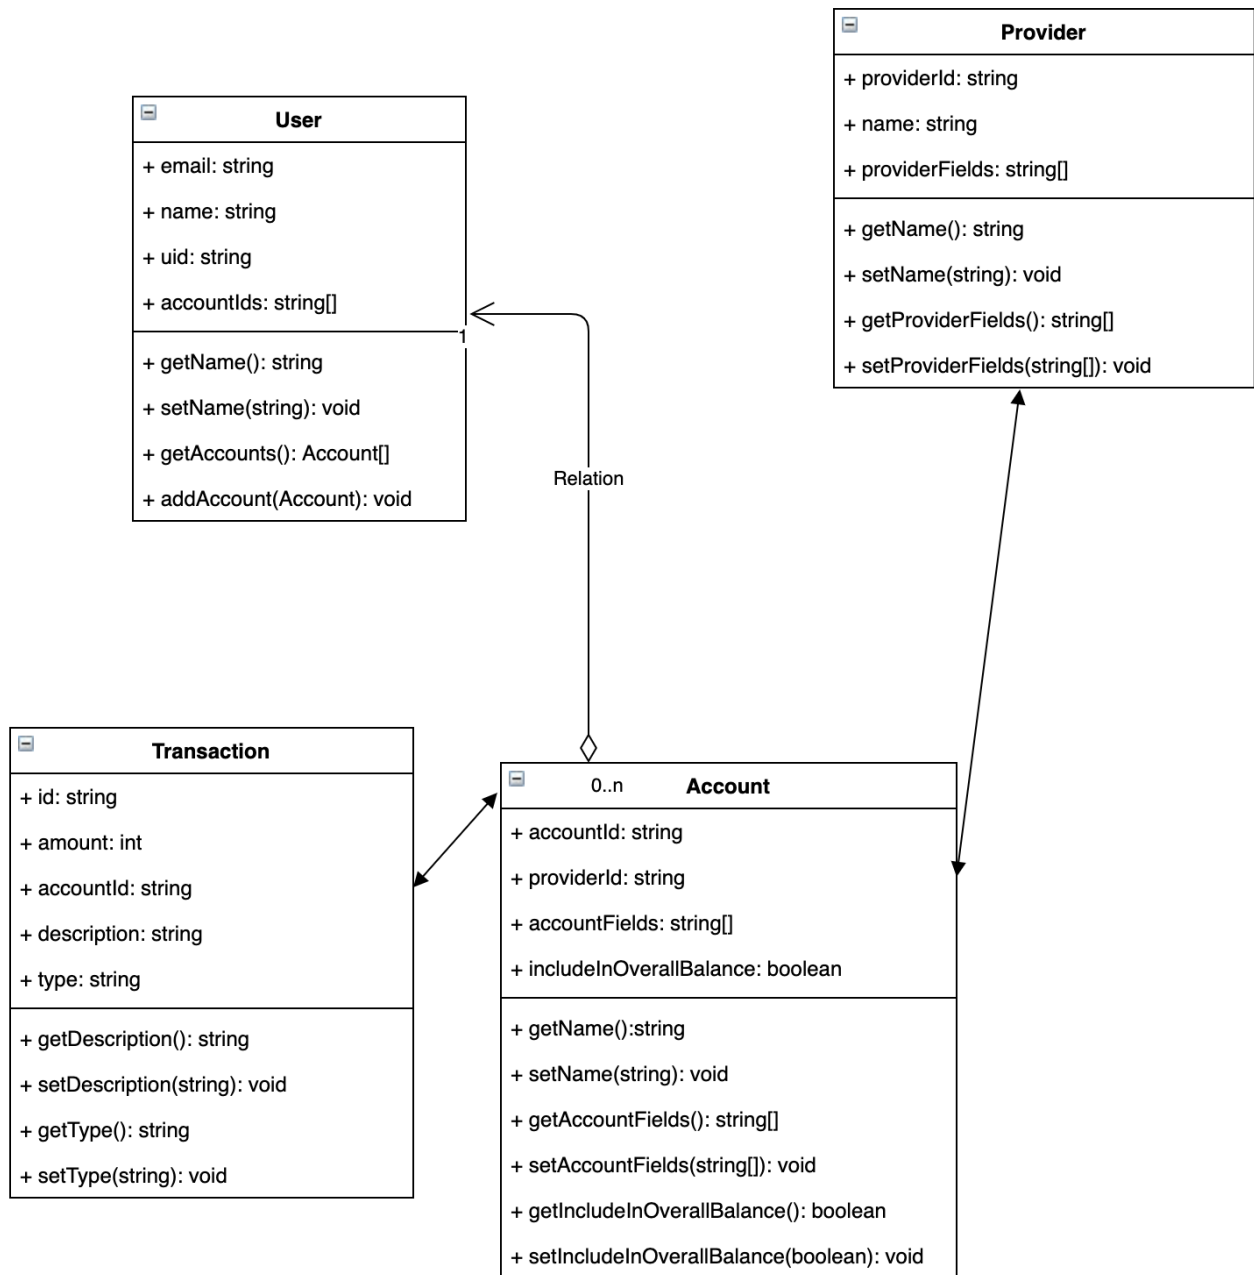 Provider
+ providerId: string
+ name: string
+ providerFields: string[]
+ getName(): string
+ setName(string): void
+ getProviderFields(): string[]
+ setProviderFields(string[]): void
User
+ email: string
+ name: string
+ uid: string
+ accountIds: string[]
1
+ getName(): string
+ setName(string): void
+ getAccounts(): Account[]
+ addAccount(Account): void
Relation
Transaction
+ id: string
+ amount: int
+ accountId: string
+ description: string
+ type: string
+ getDescription(): string
+ setDescription(string): void
+ getType(): string
+ setType(string): void
0..n
Account
+ accountId: string
+ providerId: string
+ accountFields: string[]
+ includeInOverallBalance: boolean
+ getName():string
+ setName(string): void
+ getAccountFields(): string[]
+ setAccountFields(string[]): void
+ getIncludeInOverallBalance(): boolean
+ setIncludeInOverallBalance(boolean): void